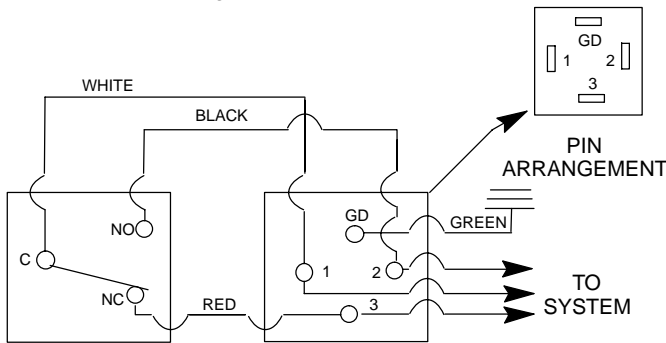 GD
1
2
3
WHITE
BLACK
PIN
ARRANGEMENT
NO
GD
GREEN
C
1
2
NC
RED
3
TO
SYSTEM